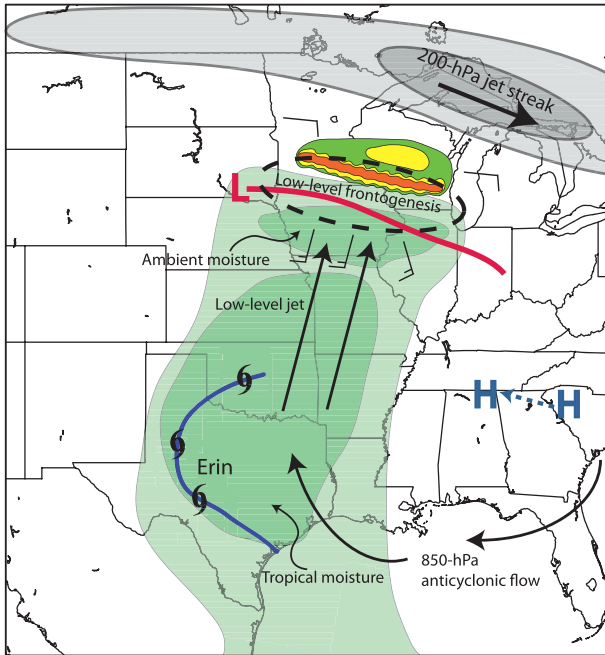 200-hPa jet streak
L
Low-level frontogenesis
Ambient moisture
Low-level jet
H
H
Erin
Tropical moisture
850-hPa
anticyclonic flow